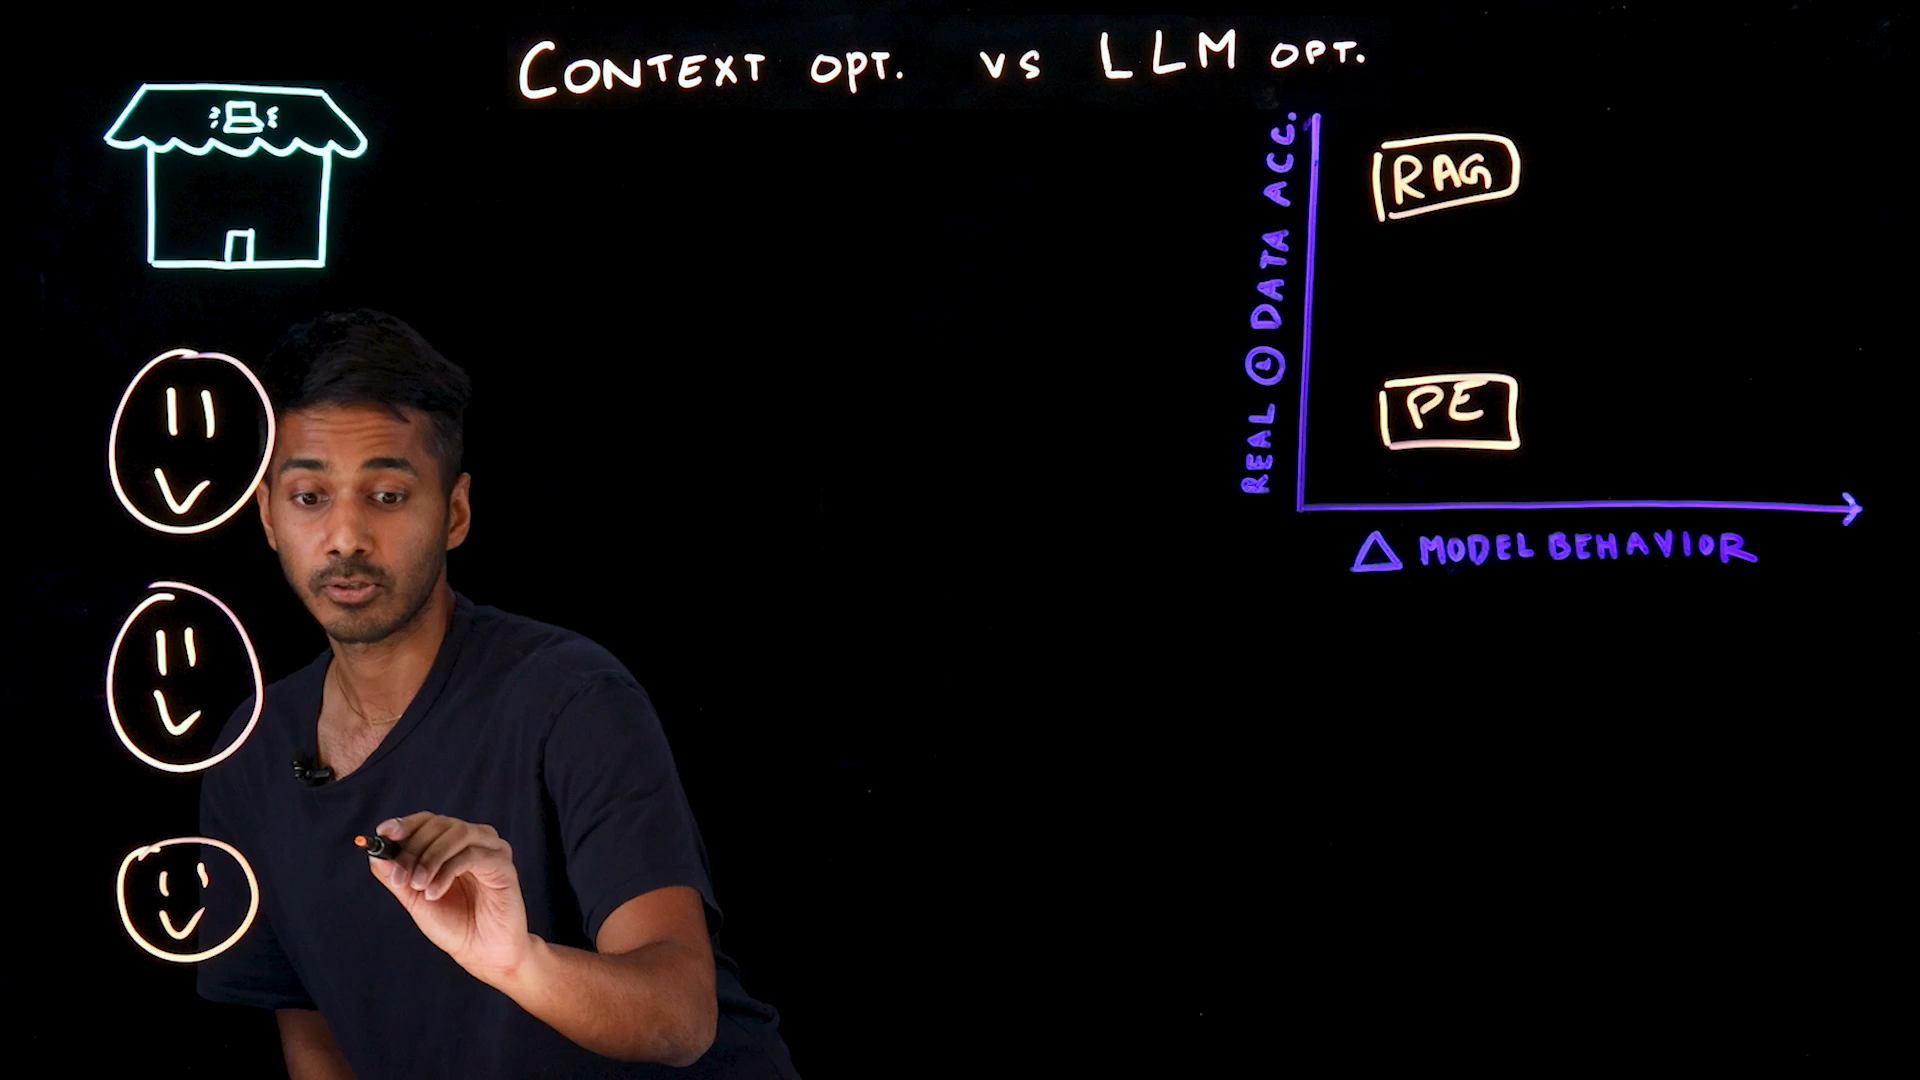 CONTEXT OPT. VS LLM OPT.
REAL DATA ACC.
RAG
PE
Δ MODEL BEHAVIOR